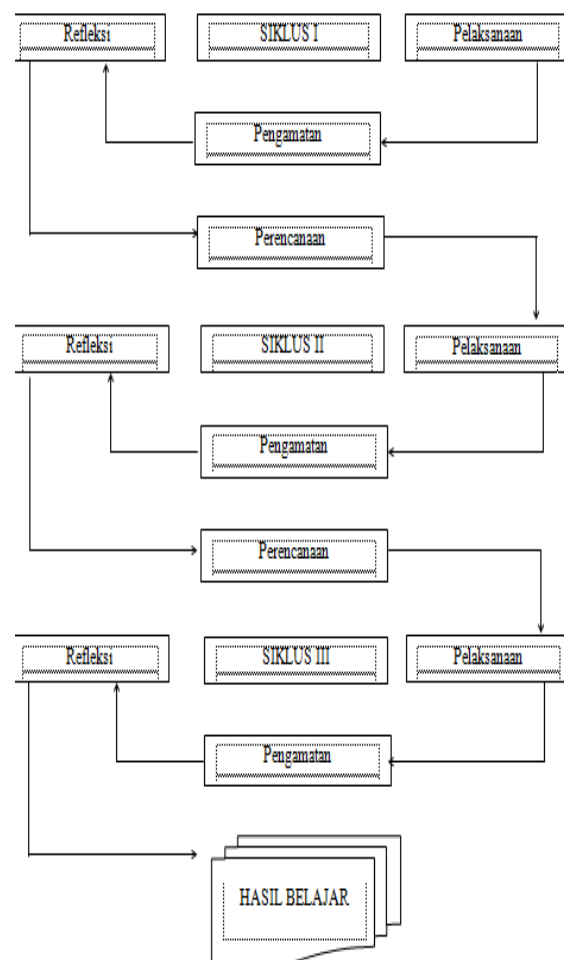 Refleksi
SIKLUS I
Pelaksanaan
Pengamatan
Perencanaan
Refleksi
SIKLUS II
Pelaksanaan
Pengamatan
Perencanaan
Refleksi
SIKLUS III
Pelaksanaan
Pengamatan
HASIL BELAJAR